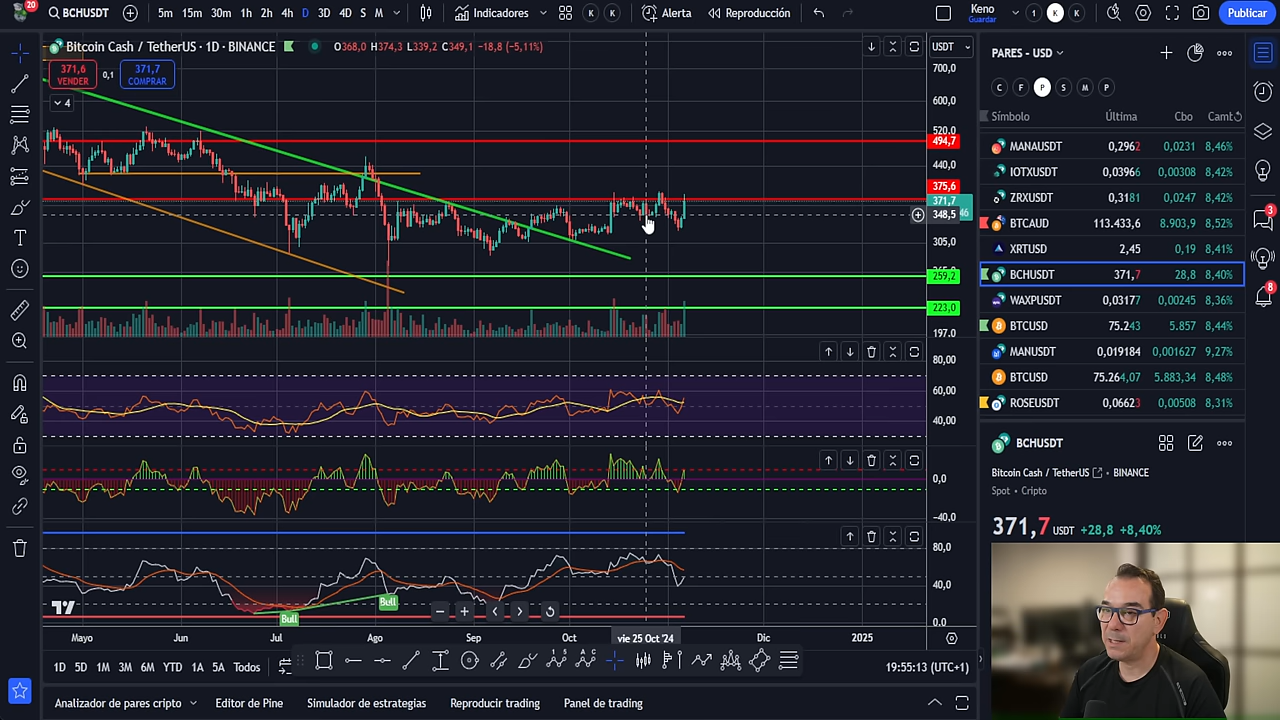 20
BCHUSDT
5m 15m 30m 1h 2h 4h D 3D 4D S M
Indicadores
K K
Alerta
Reproducción
Keno
Guardar
1 K K
Publicar
Bitcoin Cash / TetherUS · 1D · BINANCE
O368,0 H374,3 L339,2 C349,1 -18,8 (-5,11%)
USDT
371,6
VENDER
0,1
371,7
COMPRAR
4
700,0
600,0
520,0
494,7
440,0
375,6
371,7
348,5
46
305,0
259,2
223,0
197,0
80,00
60,00
40,00
0,0
-40,0
80,0
40,0
0,0
Bull
Bull
Mayo Jun Jul Ago Sep Oct vie 25 Oct '24 Dic 2025
1D 5D 1M 3M 6M YTD 1A 5A Todos
19:55:13 (UTC+1)
Analizador de pares cripto
Editor de Pine
Simulador de estrategias
Reproducir trading
Panel de trading
PARES - USD
C F P S M P
Símbolo Última Cbo Camb
MANAUSDT 0,2962 0,0231 8,46%
IOTXUSDT 0,0396 0,00308 8,42%
ZRXUSDT 0,3181 0,0247 8,42%
BTCAUD 113.433,6 8.903,9 8,52%
XRTUSD 2,45 0,19 8,41%
BCHUSDT 371,7 28,8 8,40%
WAXPUSDT 0,03177 0,00245 8,36%
BTCUSD 75.243 5.857 8,44%
MANUSDT 0,019184 0,001627 9,27%
BTCUSD 75.264,07 5.883,34 8,48%
ROSEUSDT 0,06623 0,00508 8,31%
BCHUSDT
Bitcoin Cash / TetherUS · BINANCE
Spot · Cripto
371,7 USDT +28,8 +8,40%
3
8